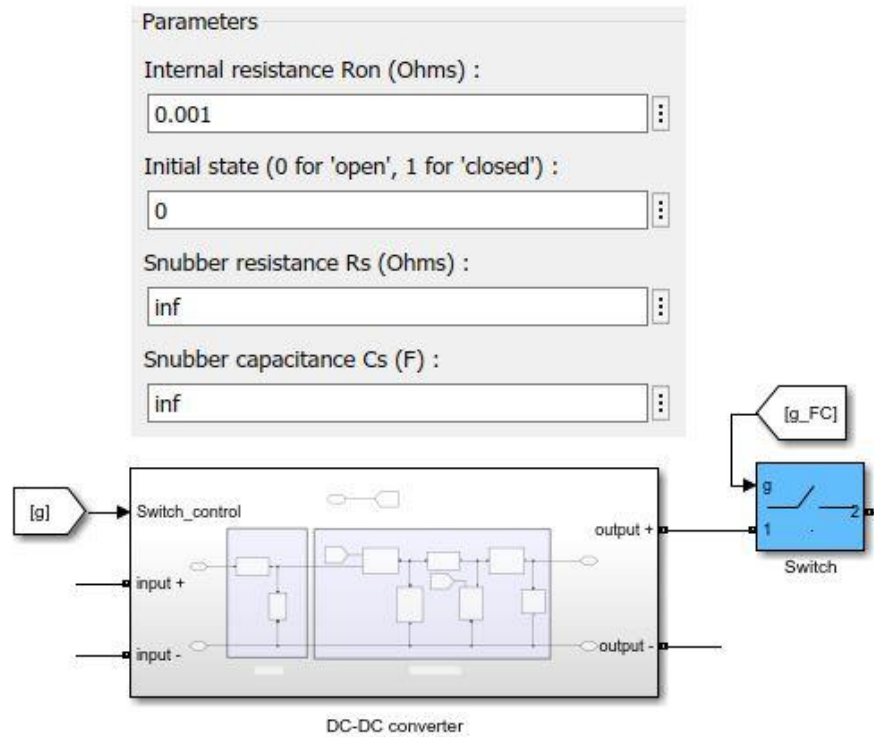 Parameters
Internal resistance Ron (Ohms) :
0.001
Initial state (0 for 'open', 1 for 'closed') :
0
Snubber resistance Rs (Ohms) :
inf
Snubber capacitance Cs (F) :
inf
[g_FC]
[g]
Switch_control
g
output +
1
2
Switch
input +
input -
output -
DC-DC converter